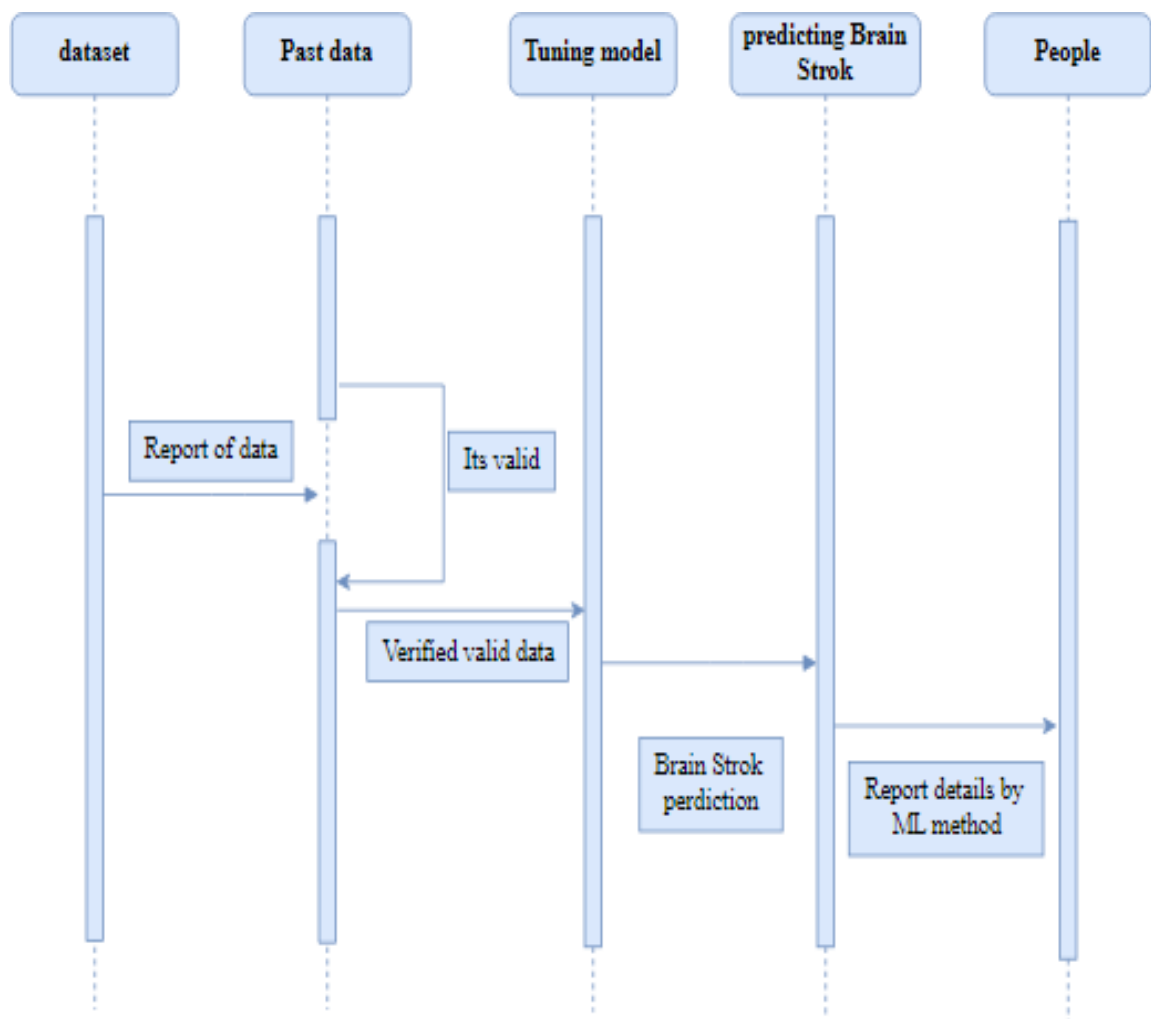 dataset
Past data
Tuning model
predicting Brain
Strok
People
Report of data
Its valid
Verified valid data
Brain Strok
perdiction
Report details by
ML method